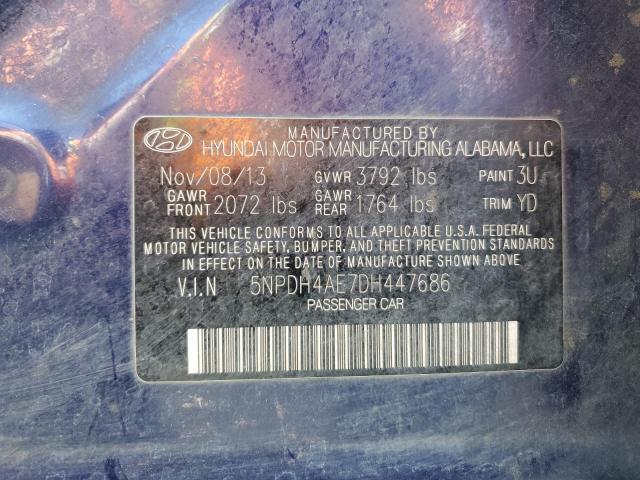 MANUFACTURED BY
HYUNDAI MOTOR MANUFACTURING ALABAMA, LLC
Nov/08/13 GVWR 3792 lbs PAINT 3U
GAWR FRONT 2072 lbs GAWR REAR 1764 lbs TRIM YD
THIS VEHICLE CONFORMS TO ALL APPLICABLE U.S.A. FEDERAL
MOTOR VEHICLE SAFETY, BUMPER, AND THEFT PREVENTION STANDARDS
IN EFFECT ON THE DATE OF MANUFACTURE SHOWN ABOVE.
V.I.N 5NPDH4AE7DH447686
PASSENGER CAR